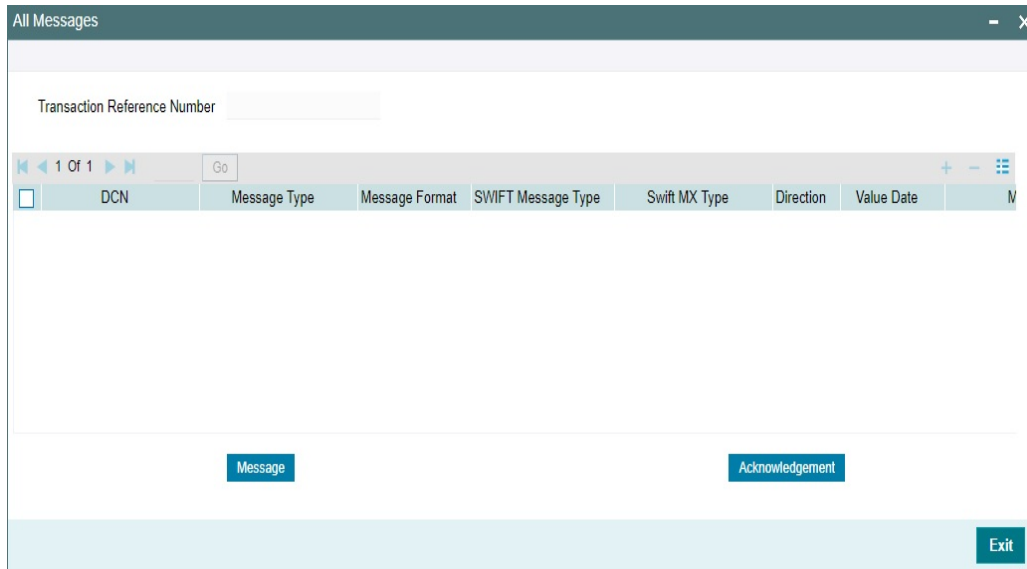 All Messages
Transaction Reference Number
1 Of 1 Go
DCN Message Type Message Format SWIFT Message Type Swift MX Type Direction Value Date M
Message Acknowledgement
Exit